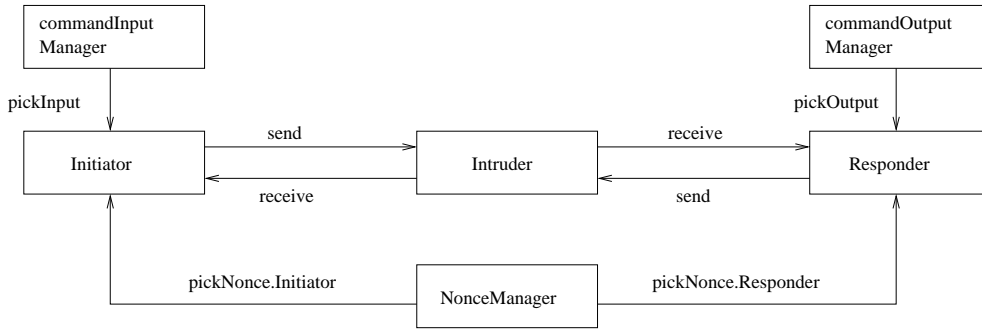 commandInput
Manager
commandOutput
Manager
pickInput
pickOutput
send
receive
Initiator
Intruder
Responder
receive
send
pickNonce.Initiator
pickNonce.Responder
NonceManager